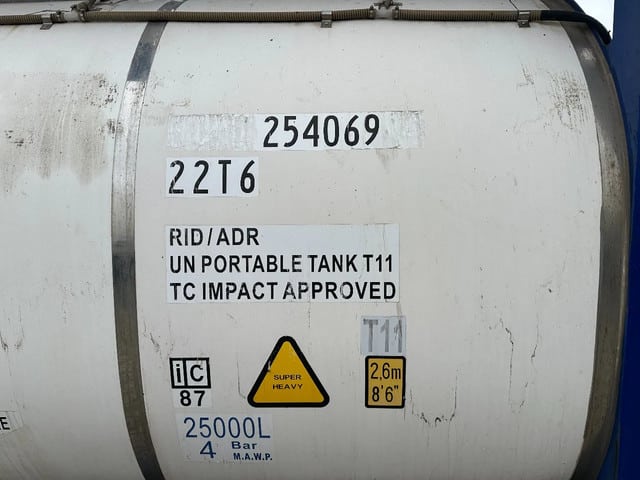 254069
22T6
RID/ADR
UN PORTABLE TANK T11
TC IMPACT APPROVED
T11
ic
87
SUPER
HEAVY
2,6m
8'6"
25000L
4 Bar
M.A.W.P.